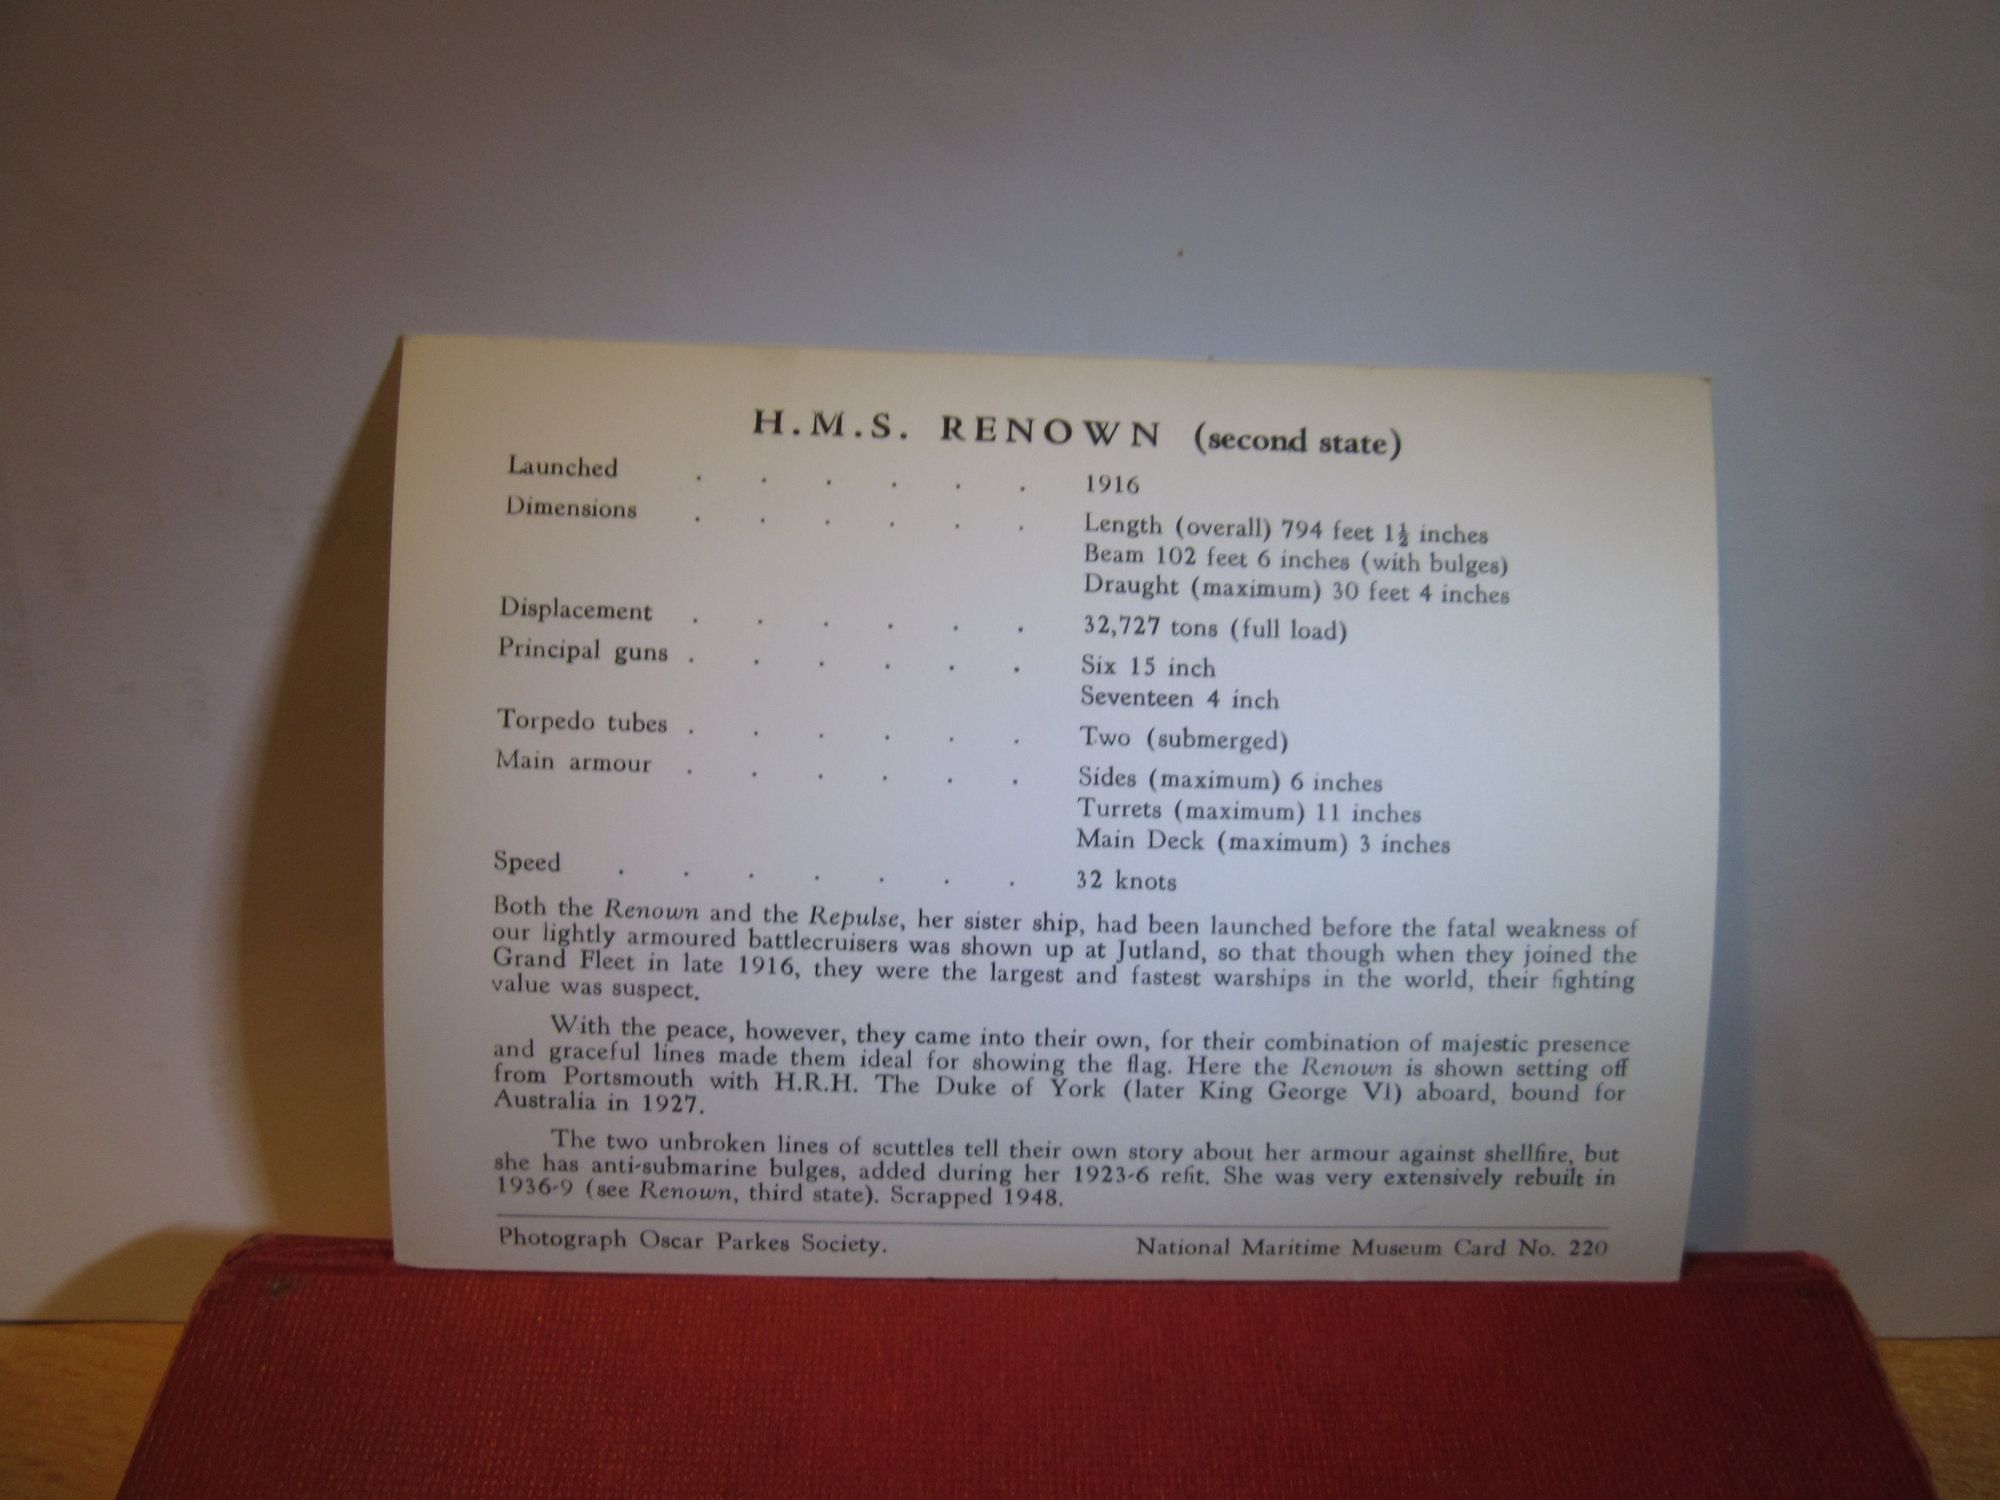 H.M.S. RENOWN (second state)
Launched . . . . . . 1916
Dimensions . . . . . . Length (overall) 794 feet 1½ inches
Beam 102 feet 6 inches (with bulges)
Draught (maximum) 30 feet 4 inches
Displacement . . . . . . 32,727 tons (full load)
Principal guns . . . . . . Six 15 inch
Seventeen 4 inch
Torpedo tubes . . . . . . Two (submerged)
Main armour . . . . . . Sides (maximum) 6 inches
Turrets (maximum) 11 inches
Main Deck (maximum) 3 inches
Speed . . . . . . . 32 knots
Both the Renown and the Repulse, her sister ship, had been launched before the fatal weakness of
our lightly armoured battlecruisers was shown up at Jutland, so that though when they joined the
Grand Fleet in late 1916, they were the largest and fastest warships in the world, their fighting
value was suspect.
With the peace, however, they came into their own, for their combination of majestic presence
and graceful lines made them ideal for showing the flag. Here the Renown is shown setting off
from Portsmouth with H.R.H. The Duke of York (later King George VI) aboard, bound for
Australia in 1927.
The two unbroken lines of scuttles tell their own story about her armour against shellfire, but
she has anti-submarine bulges, added during her 1923-6 refit. She was very extensively rebuilt in
1936-9 (see Renown, third state). Scrapped 1948.
Photograph Oscar Parkes Society. National Maritime Museum Card No. 220